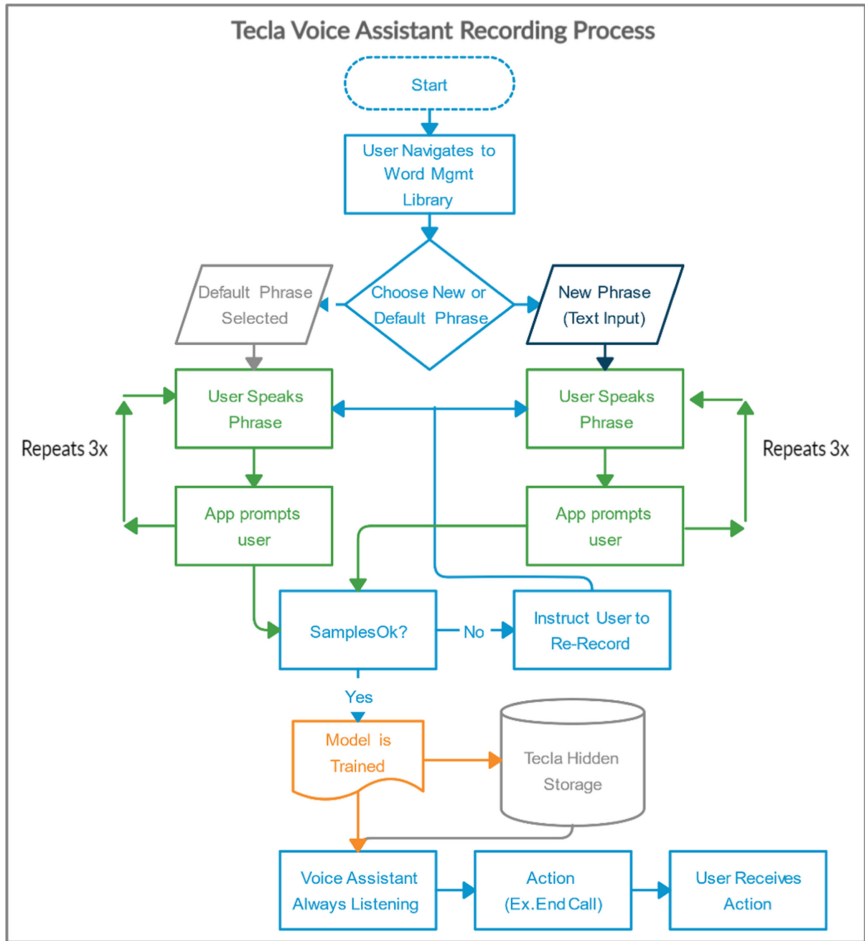 Tecla Voice Assistant Recording Process
Start
User Navigates to
Word Mgmt
Library
Choose New or
Default Phrase
Default Phrase
Selected
New Phrase
(Text Input)
User Speaks
Phrase
User Speaks
Phrase
Repeats 3x
Repeats 3x
App prompts
user
App prompts
user
SamplesOk?
No
Instruct User to
Re-Record
Yes
Model is
Trained
Tecla Hidden
Storage
Voice Assistant
Always Listening
Action
(Ex.End Call)
User Receives
Action